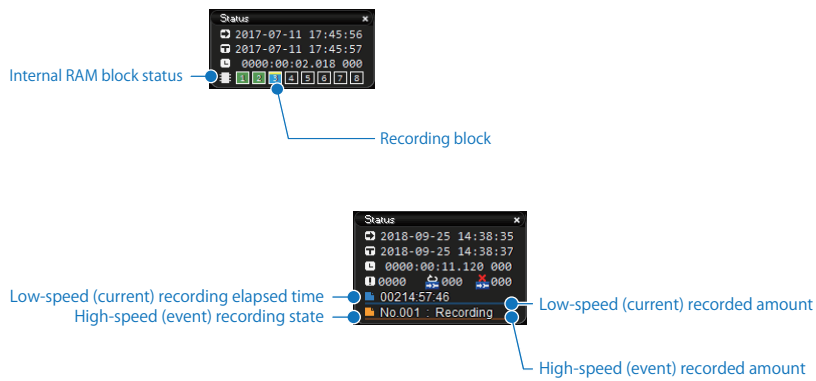 Status ×
2017-07-11 17:45:56
2017-07-11 17:45:57
0000:00:02.018 000
Internal RAM block status
1 2 3 4 5 6 7 8
Recording block
Status ×
2018-09-25 14:38:35
2018-09-25 14:38:37
0000:00:11.120 000
0000 000 000
Low-speed (current) recording elapsed time
00214:57:46
Low-speed (current) recorded amount
High-speed (event) recording state
No.001 : Recording
High-speed (event) recorded amount